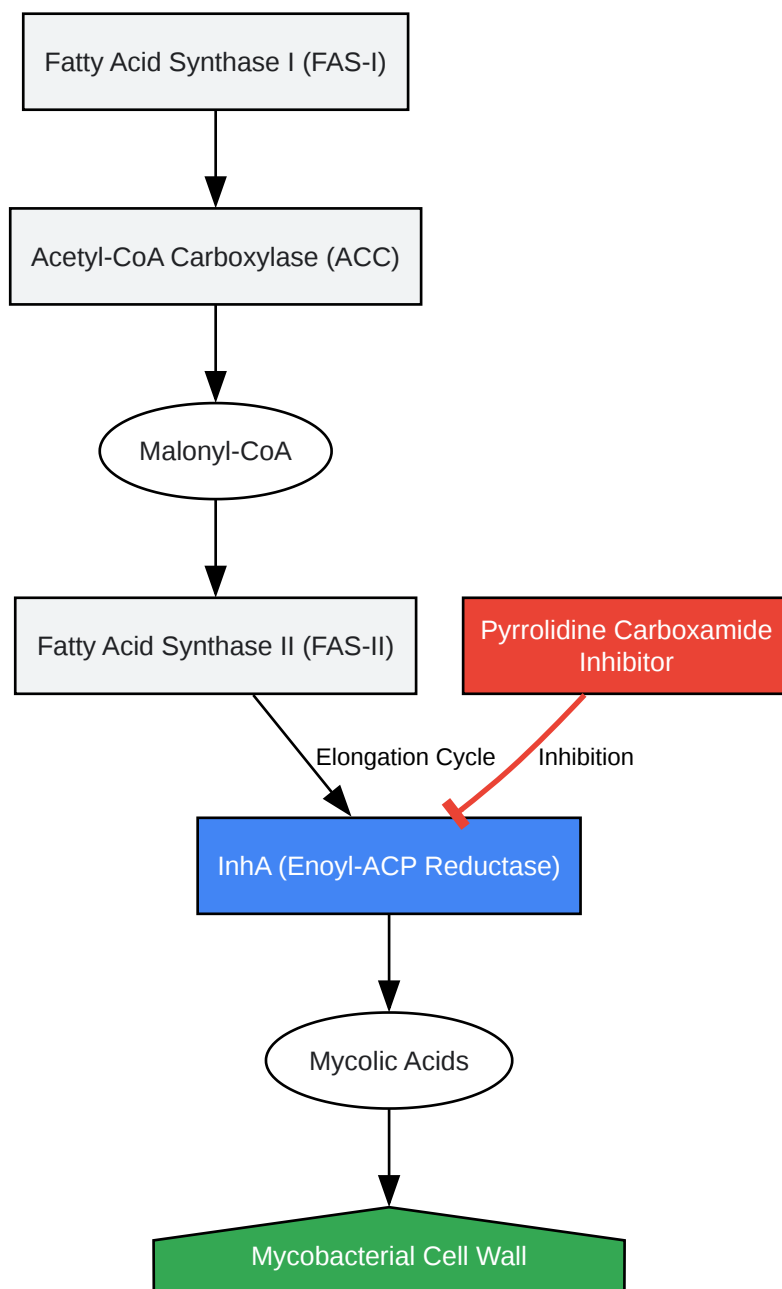 Fatty Acid Synthase I (FAS-I)
Acetyl-CoA Carboxylase (ACC)
Malonyl-CoA
Fatty Acid Synthase II (FAS-II)
Pyrrolidine Carboxamide
Inhibitor
Elongation Cycle
Inhibition
InhA (Enoyl-ACP Reductase)
Mycolic Acids
Mycobacterial Cell Wall